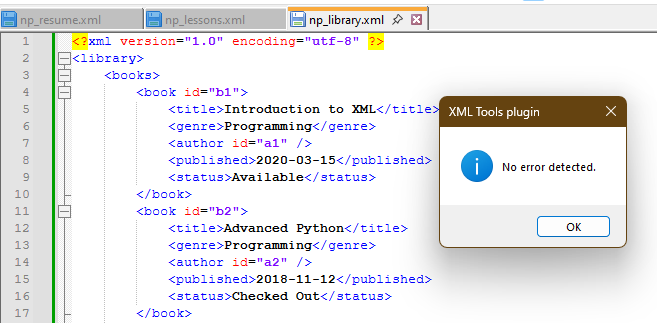 np_resume.xml np_lessons.xml np_library.xml
1 <?xml version="1.0" encoding="utf-8" ?>
2 <library>
3 <books>
4 <book id="b1">
5 <title>Introduction to XML</title>
6 <genre>Programming</genre>
7 <author id="a1" />
8 <published>2020-03-15</published>
9 <status>Available</status>
10 </book>
11 <book id="b2">
12 <title>Advanced Python</title>
13 <genre>Programming</genre>
14 <author id="a2" />
15 <published>2018-11-12</published>
16 <status>Checked Out</status>
17 </book>
XML Tools plugin
No error detected.
OK